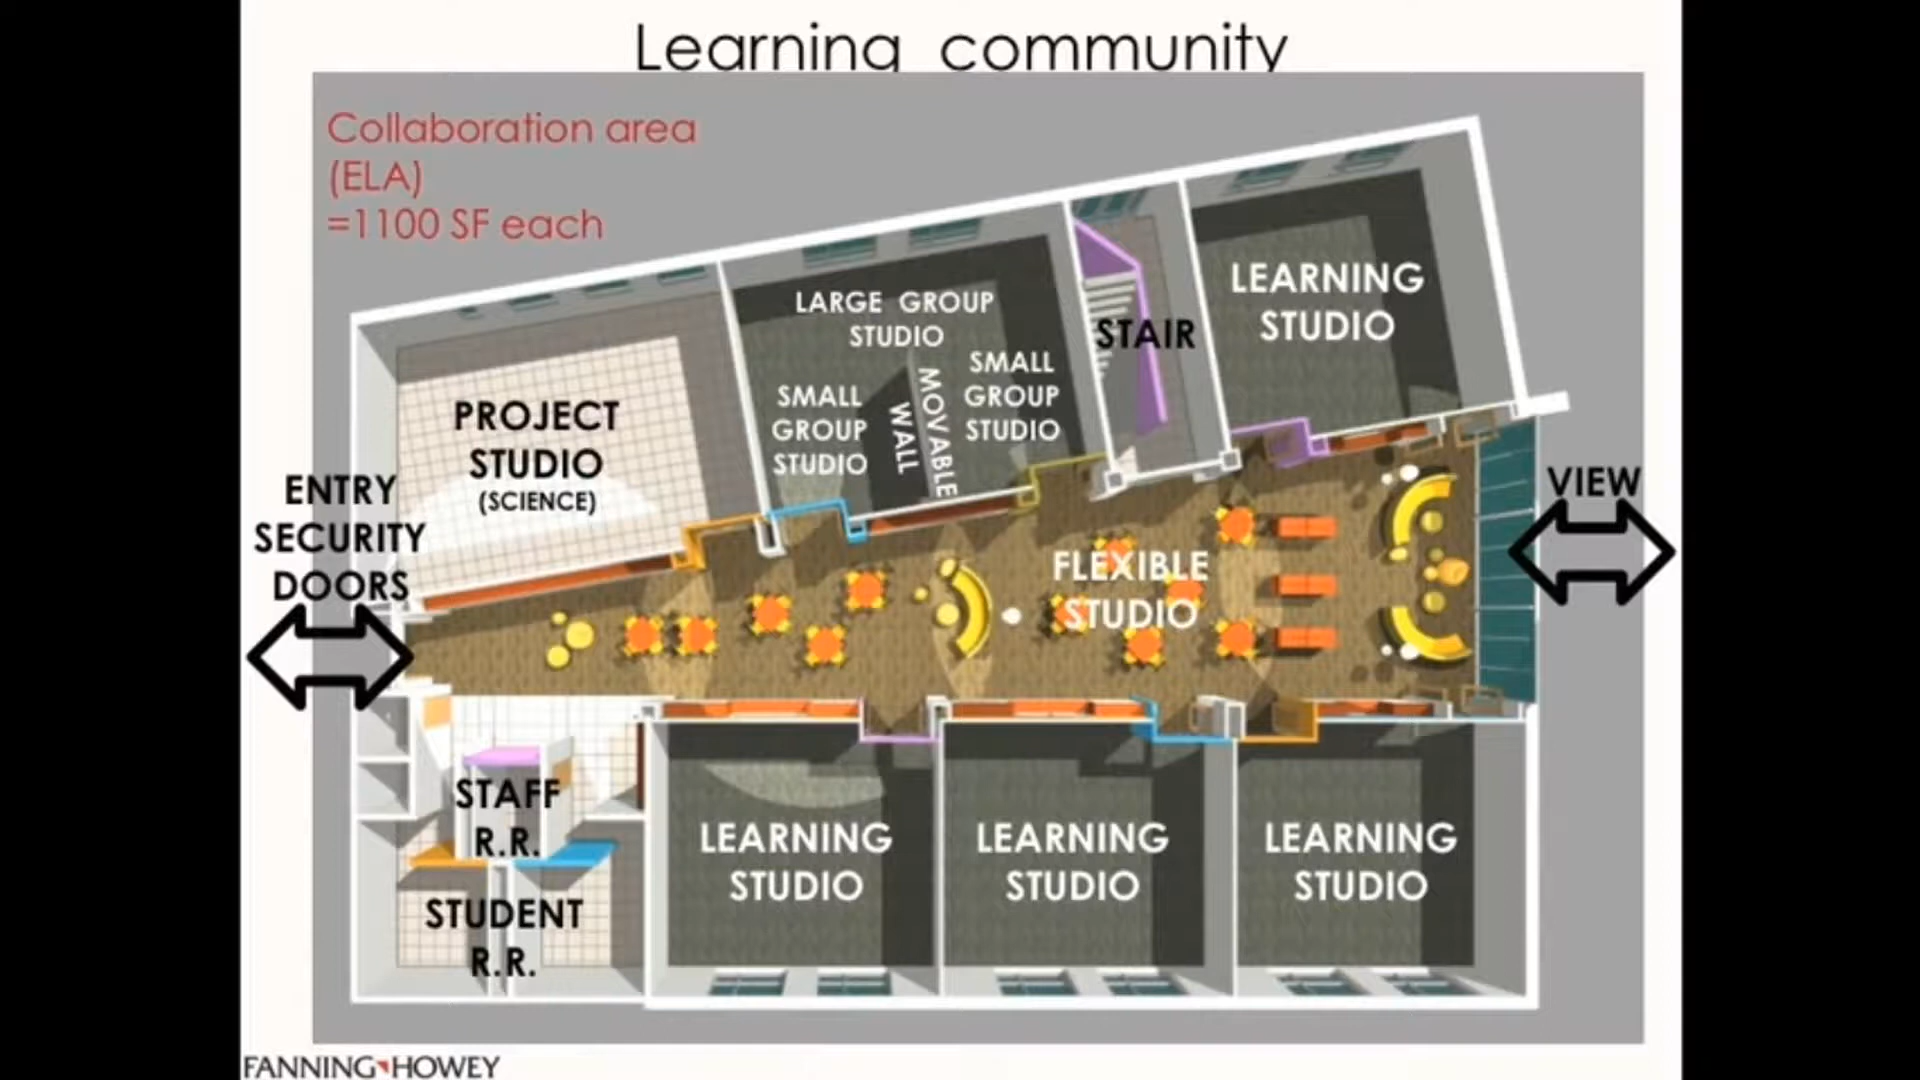 Learning community
Collaboration area
(ELA)
=1100 SF each
LEARNING
STUDIO
LARGE GROUP
STUDIO
STAIR
SMALL
GROUP
STUDIO
MOVABLE
WALL
SMALL
GROUP
STUDIO
PROJECT
STUDIO
(SCIENCE)
ENTRY
SECURITY
DOORS
VIEW
FLEXIBLE
STUDIO
STAFF
R.R.
STUDENT
R.R.
LEARNING
STUDIO
LEARNING
STUDIO
LEARNING
STUDIO
FANNING HOWEY